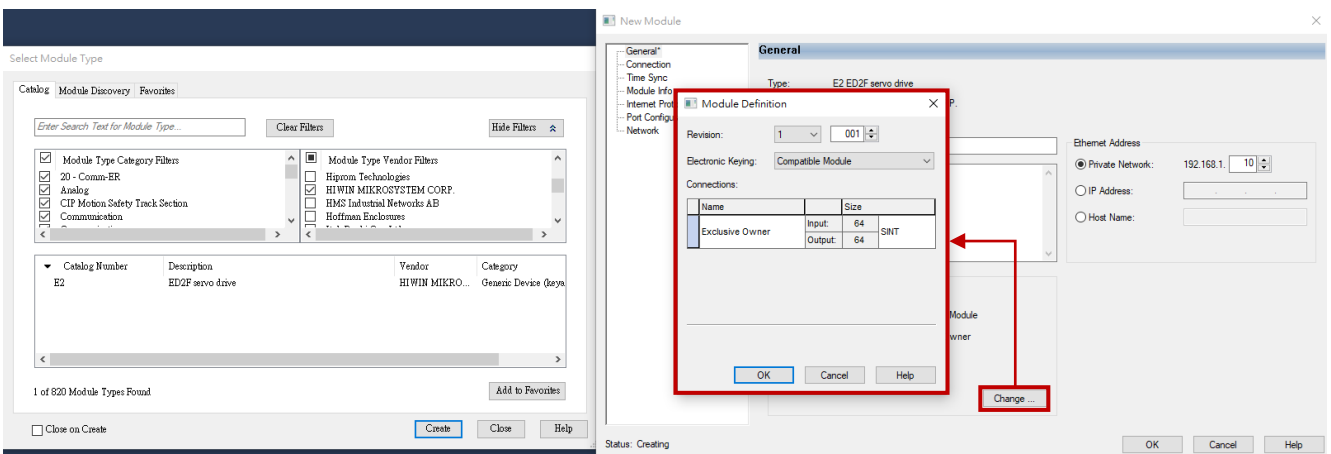 Select Module Type
Catalog Module Discovery Favorites
Enter Search Text for Module Type...
Clear Filters
Hide Filters
Module Type Category Filters
20 - Comm-ER
Analog
CIP Motion Safety Track Section
Communication
Module Type Vendor Filters
Hiprom Technologies
HIWIN MIKROSYSTEM CORP.
HMS Industrial Networks AB
Hoffman Enclosures
Catalog Number Description Vendor Category
E2 ED2F servo drive HIWIN MIKRO... Generic Device (keya
1 of 820 Module Types Found
Add to Favorites
Close on Create
Create Close Help
New Module
General*
Connection
Time Sync
Module Info
Internet Prot
Port Configu
Network
Status: Creating
General
Type: E2 ED2F servo drive
P.
Module Definition
Revision: 1 001
Electronic Keying: Compatible Module
Connections:
Name Size
Exclusive Owner Input: 64 SINT
Output: 64
OK Cancel Help
Module
wner
Change ...
Ethernet Address
Private Network: 192.168.1. 10
IP Address: . . .
Host Name:
OK Cancel Help